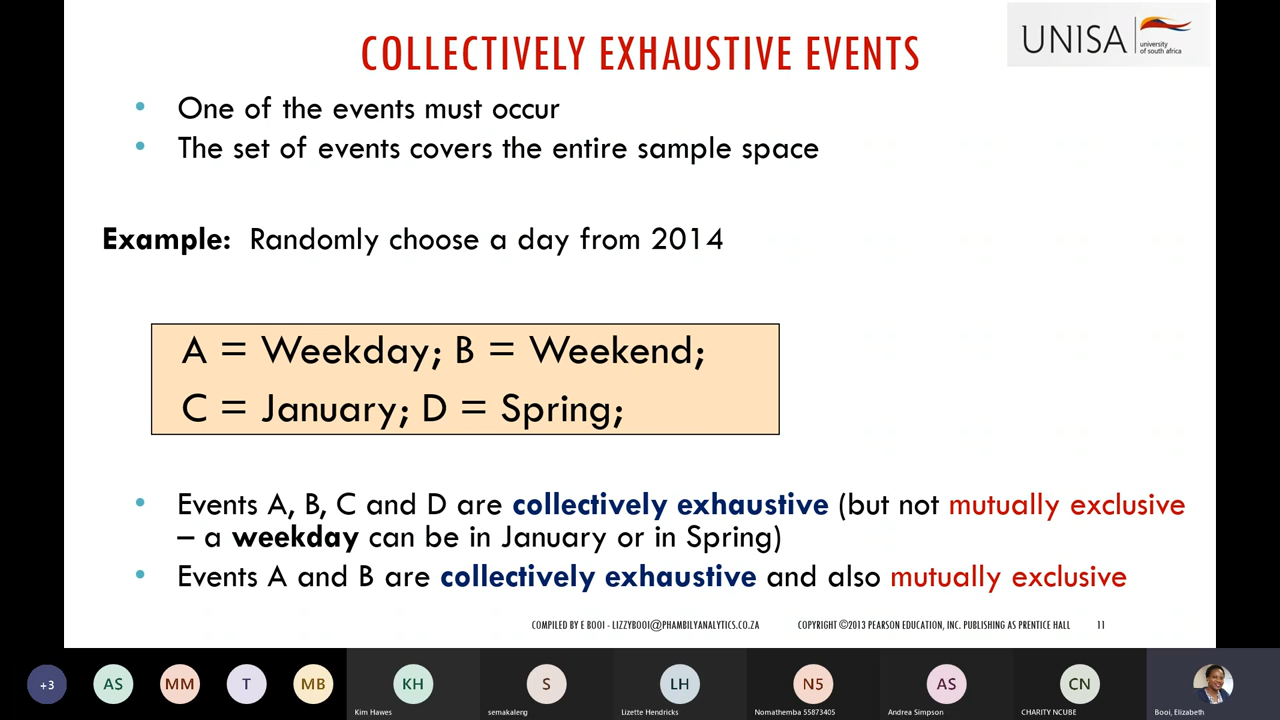 COLLECTIVELY EXHAUSTIVE EVENTS
UNISA
university
of south africa
• One of the events must occur
• The set of events covers the entire sample space
Example: Randomly choose a day from 2014
A = Weekday; B = Weekend;
C = January; D = Spring;
• Events A, B, C and D are collectively exhaustive (but not mutually exclusive
– a weekday can be in January or in Spring)
• Events A and B are collectively exhaustive and also mutually exclusive
COMPILED BY E BOOI - LIZZYBOOI@PHAMBILYANALYTICS.CO.ZA
COPYRIGHT ©2013 PEARSON EDUCATION, INC. PUBLISHING AS PRENTICE HALL
11
+3
AS
MM
T
MB
KH
Kim Hawes
S
semakaleng
LH
Lizette Hendricks
N5
Nomathemba 55873405
AS
Andrea Simpson
CN
CHARITY NCUBE
Booi, Elizabeth